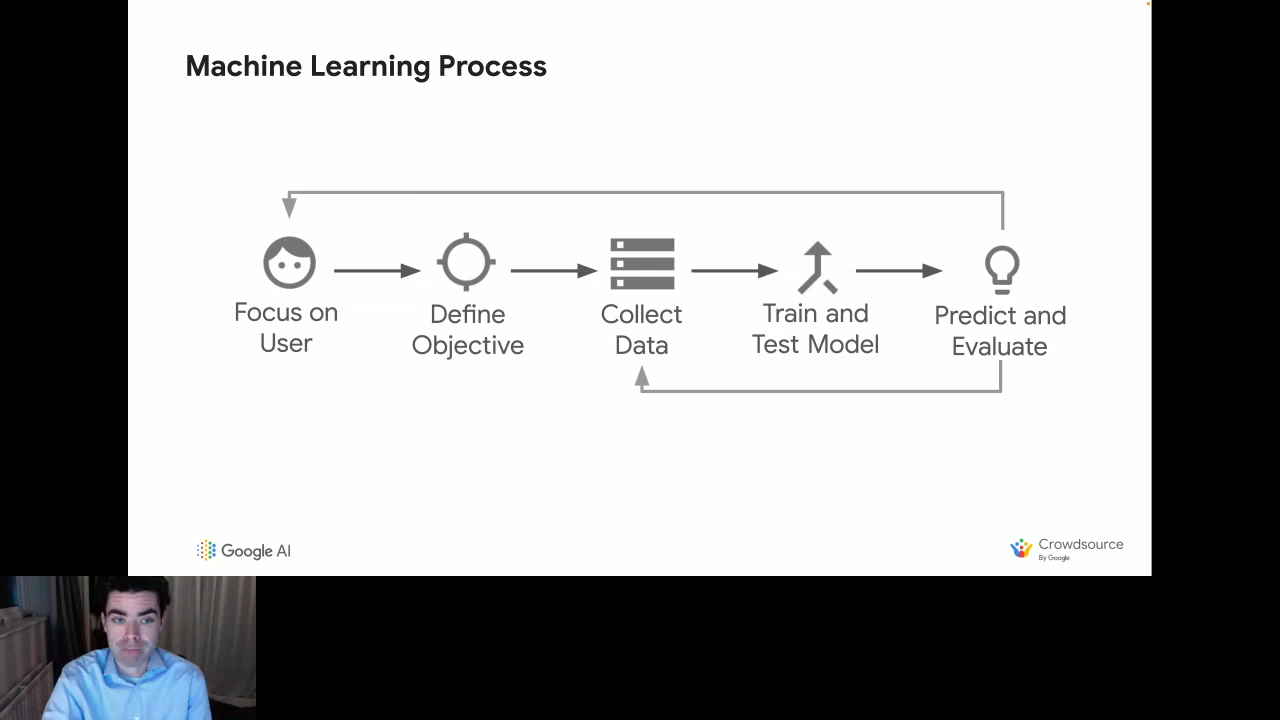 Machine Learning Process
Focus on
User
Define
Objective
Collect
Data
Train and
Test Model
Predict and
Evaluate
Google AI
Crowdsource
By Google